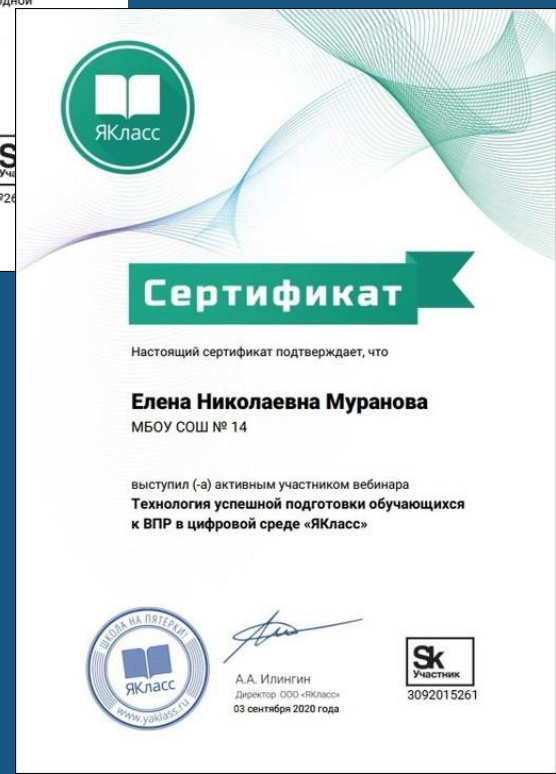 одной
ЯКласс
Сертификат
Настоящий сертификат подтверждает, что
Елена Николаевна Муранова
МБОУ СОШ № 14
выступил (-а) активным участником вебинара
Технология успешной подготовки обучающихся
к ВПР в цифровой среде «ЯКласс»
ШКОЛА НА ПЯТЕРКИ!
ЯКласс
www.yaklass.ru
А.А. Илингин
Директор ООО «ЯКласс»
03 сентября 2020 года
Sk
Участник
3092015261